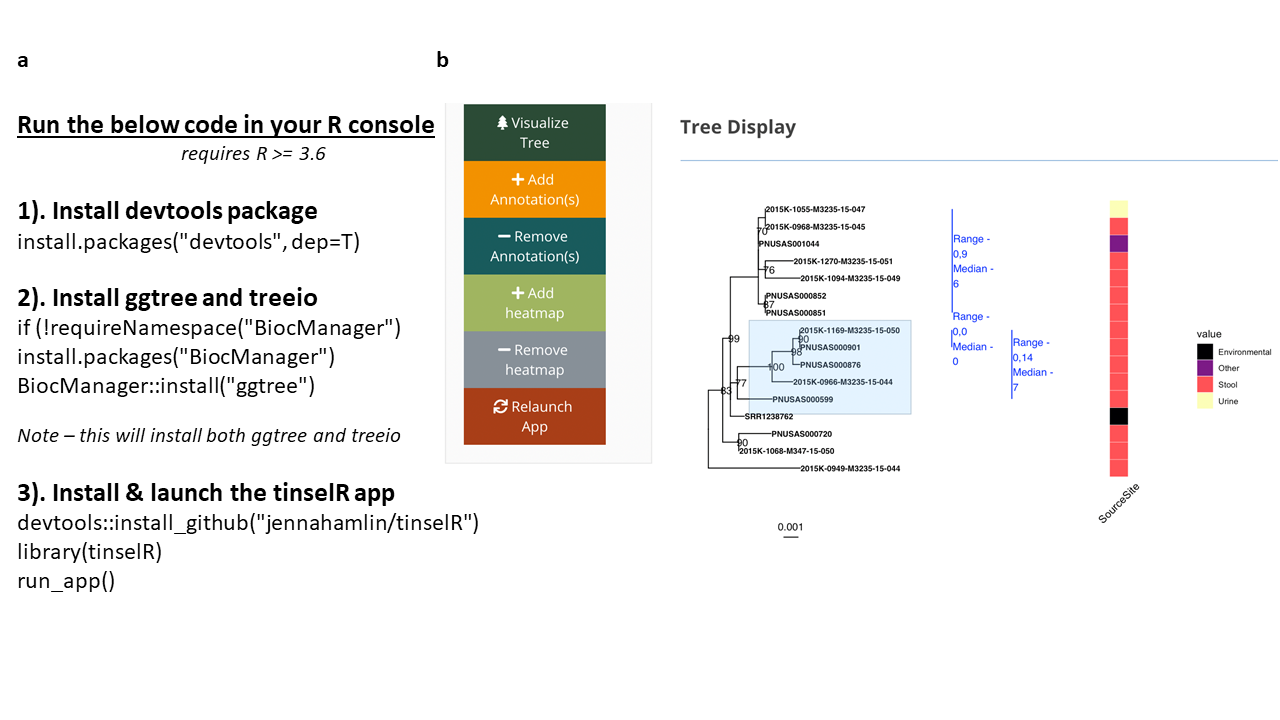 a
Run the below code in your R console
requires R >= 3.6
1). Install devtools package
install.packages("devtools", dep=T)
2). Install ggtree and treeio
if (!requireNamespace("BiocManager")
install.packages("BiocManager")
BiocManager::install("ggtree")
Note – this will install both ggtree and treeio
3). Install & launch the tinselR app
devtools::install_github("jennahamlin/tinselR")
library(tinselR)
run_app()
b
Visualize
Tree
+ Add
Annotation(s)
− Remove
Annotation(s)
+ Add
heatmap
− Remove
heatmap
Relaunch
App
Tree Display
2015K-1055-M3235-15-047
70
2015K-0968-M3235-15-045
PNUSAS001044
2015K-1270-M3235-15-051
76
2015K-1094-M3235-15-049
PNUSAS000852
87
PNUSAS000851
99
2015K-1169-M3235-15-050
90
PNUSAS000901
98
PNUSAS000876
100
2015K-0966-M3235-15-044
77
83
PNUSAS000599
SRR1238762
PNUSAS000720
90
2015K-1068-M347-15-050
2015K-0949-M3235-15-044
0.001
Range -
0,9
Median -
6
Range -
0,0
Median -
0
Range -
0,14
Median -
7
SourceSite
value
Environmental
Other
Stool
Urine